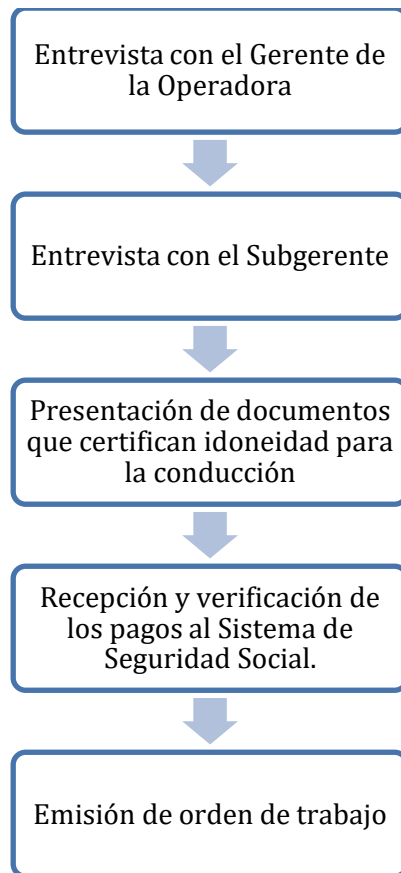 Entrevista con el Gerente de
la Operadora
Entrevista con el Subgerente
Presentación de documentos
que certifican idoneidad para
la conducción
Recepción y verificación de
los pagos al Sistema de
Seguridad Social.
Emisión de orden de trabajo